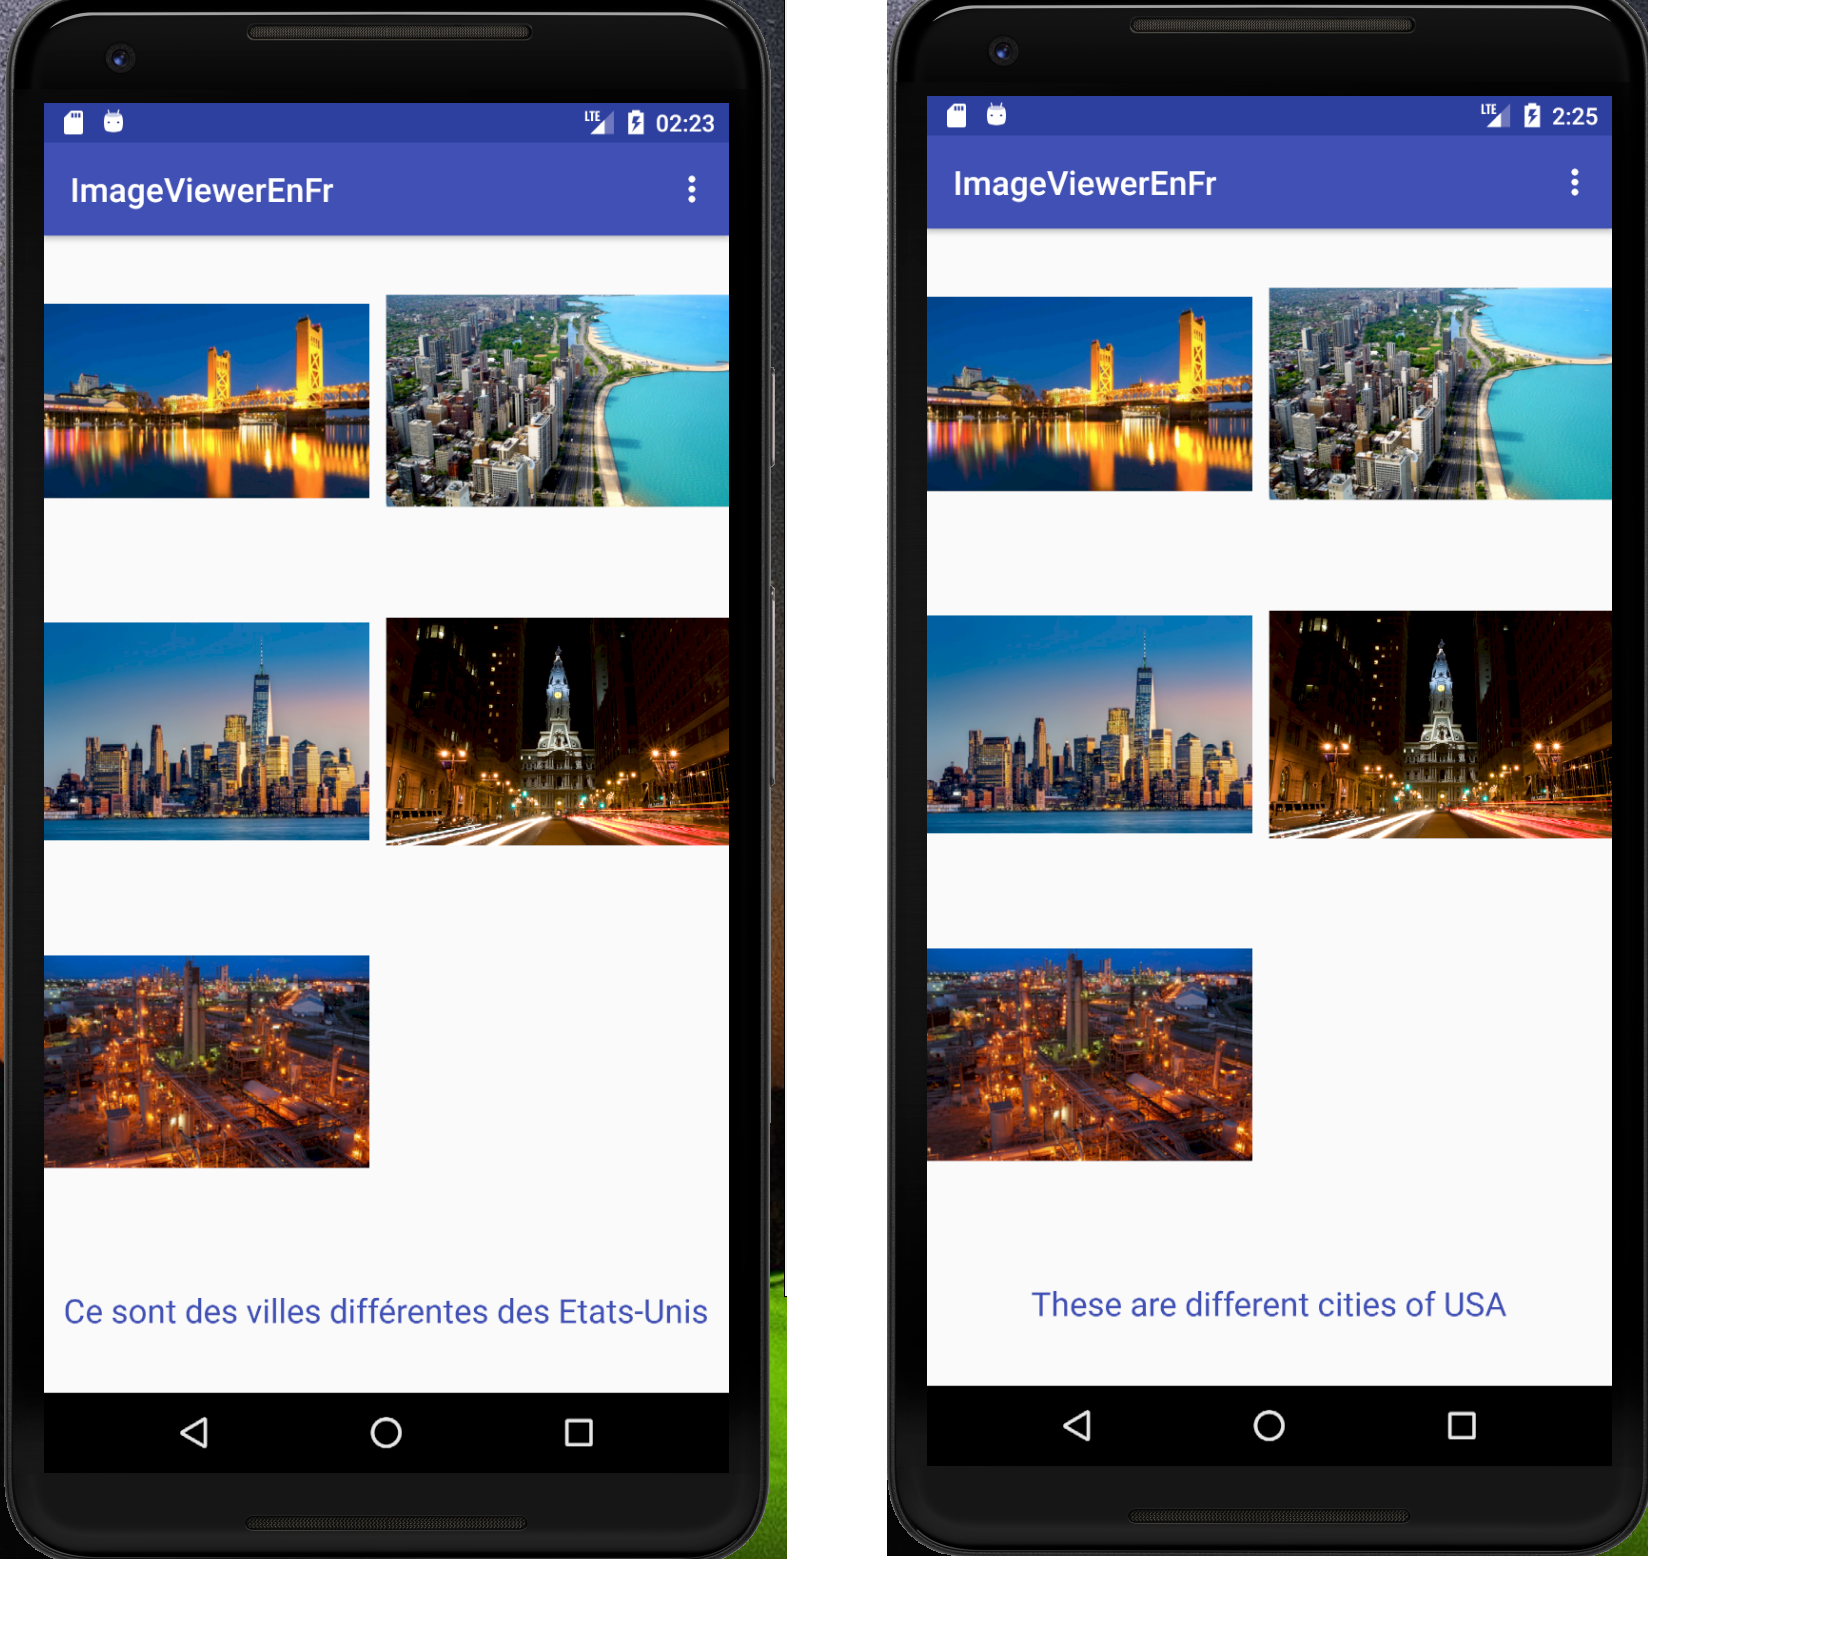 LTE 02:23
ImageViewerEnFr
Ce sont des villes différentes des Etats-Unis
LTE 2:25
ImageViewerEnFr
These are different cities of USA